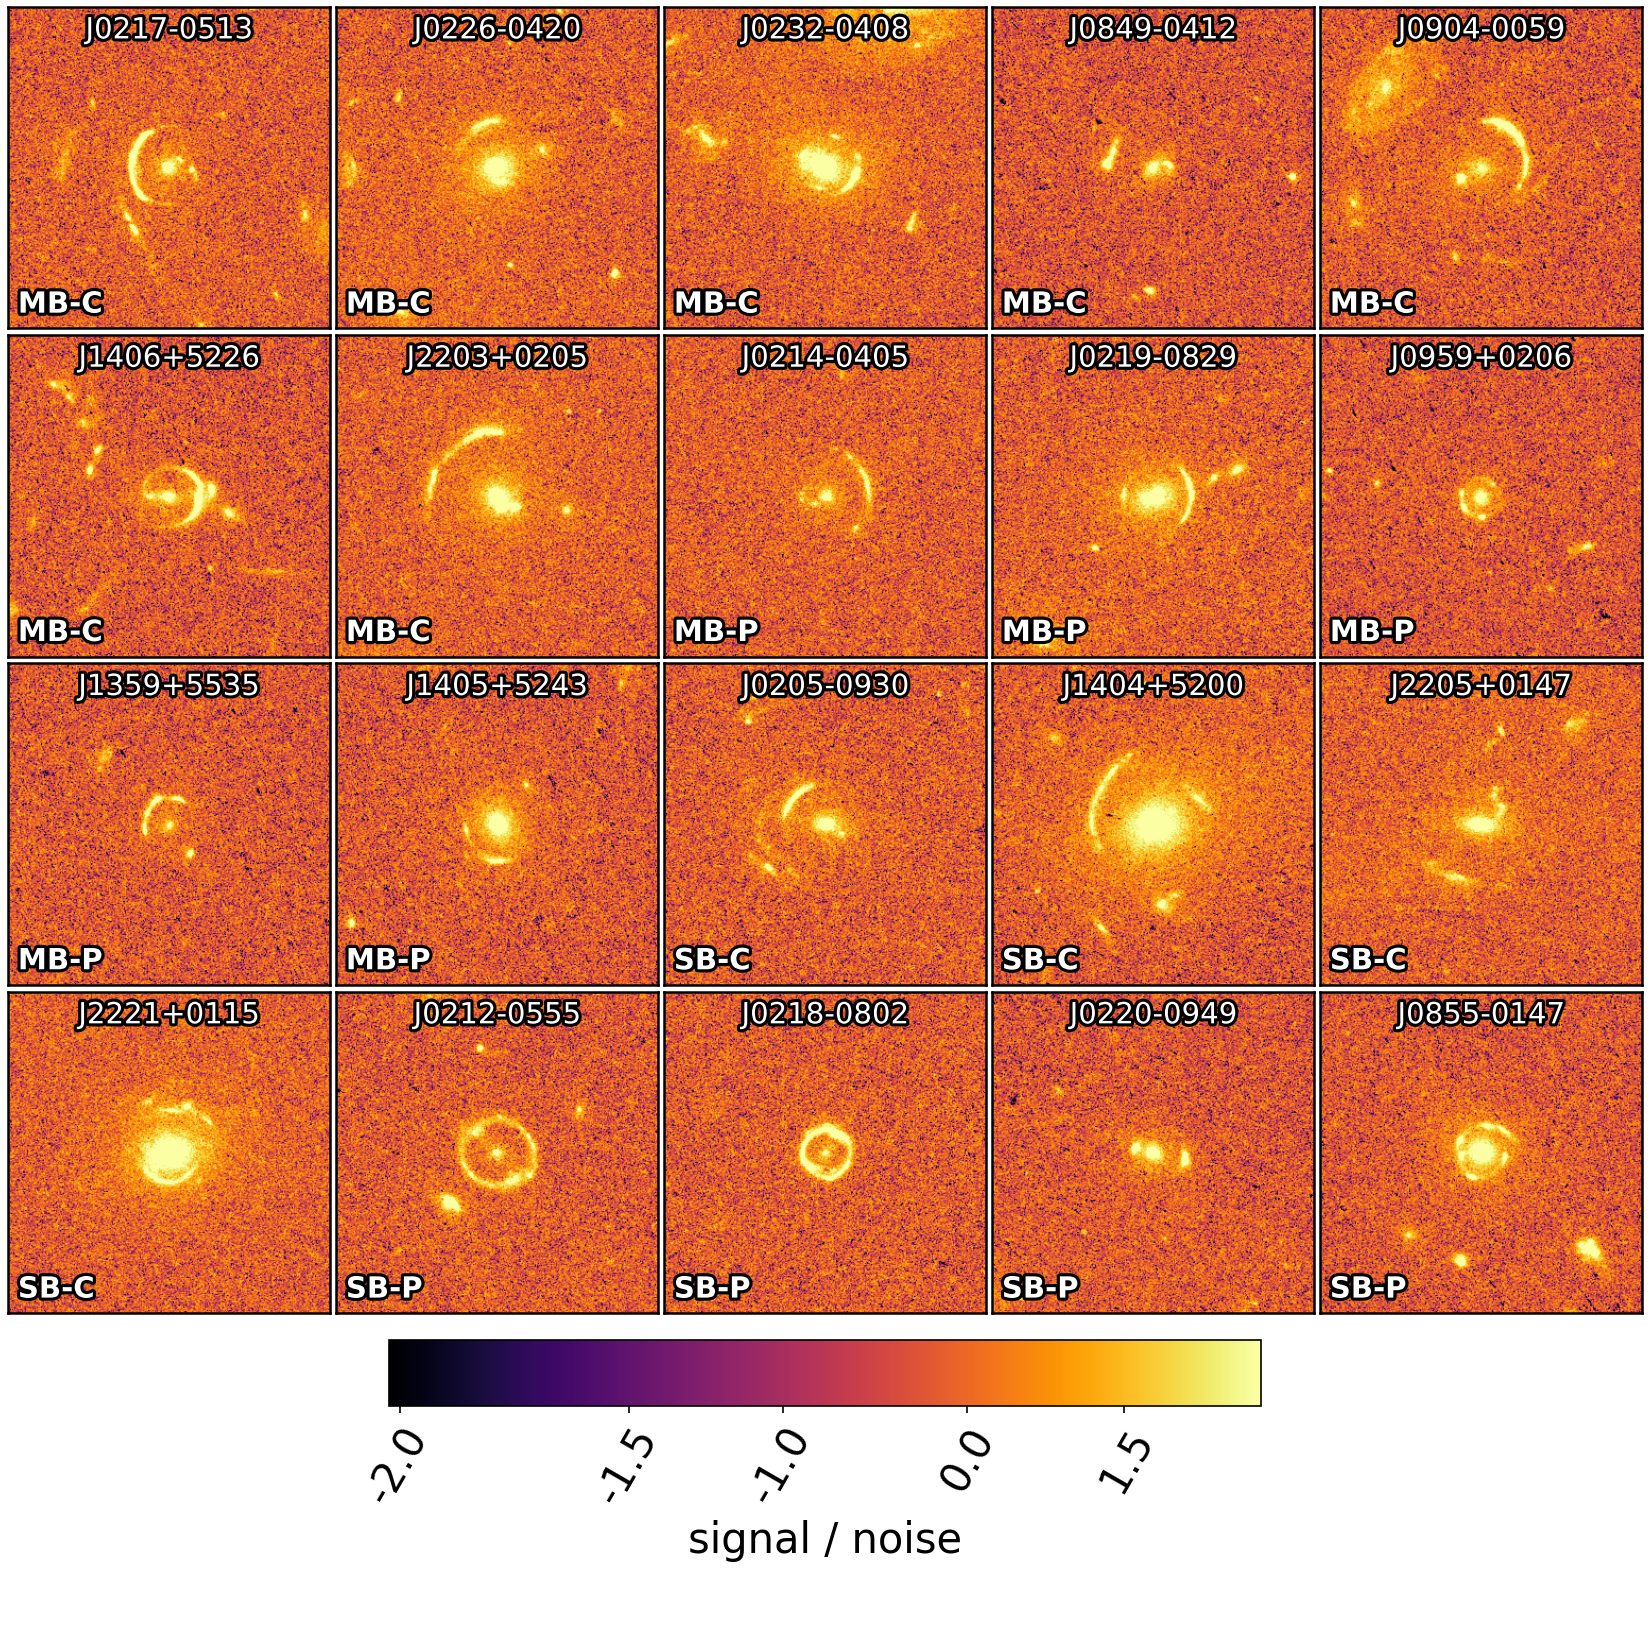 J0217-0513 J0226-0420 J0232-0408 J0849-0412 J0904-0059
MB-C MB-C MB-C MB-C MB-C
J1406+5226 J2203+0205 J0214-0405 J0219-0829 J0959+0206
MB-C MB-C MB-P MB-P MB-P
J1359+5535 J1405+5243 J0205-0930 J1404+5200 J2205+0147
MB-P MB-P SB-C SB-C SB-C
J2221+0115 J0212-0555 J0218-0802 J0220-0949 J0855-0147
SB-C SB-P SB-P SB-P SB-P
-2.0 -1.5 -1.0 0.0 1.5
signal / noise